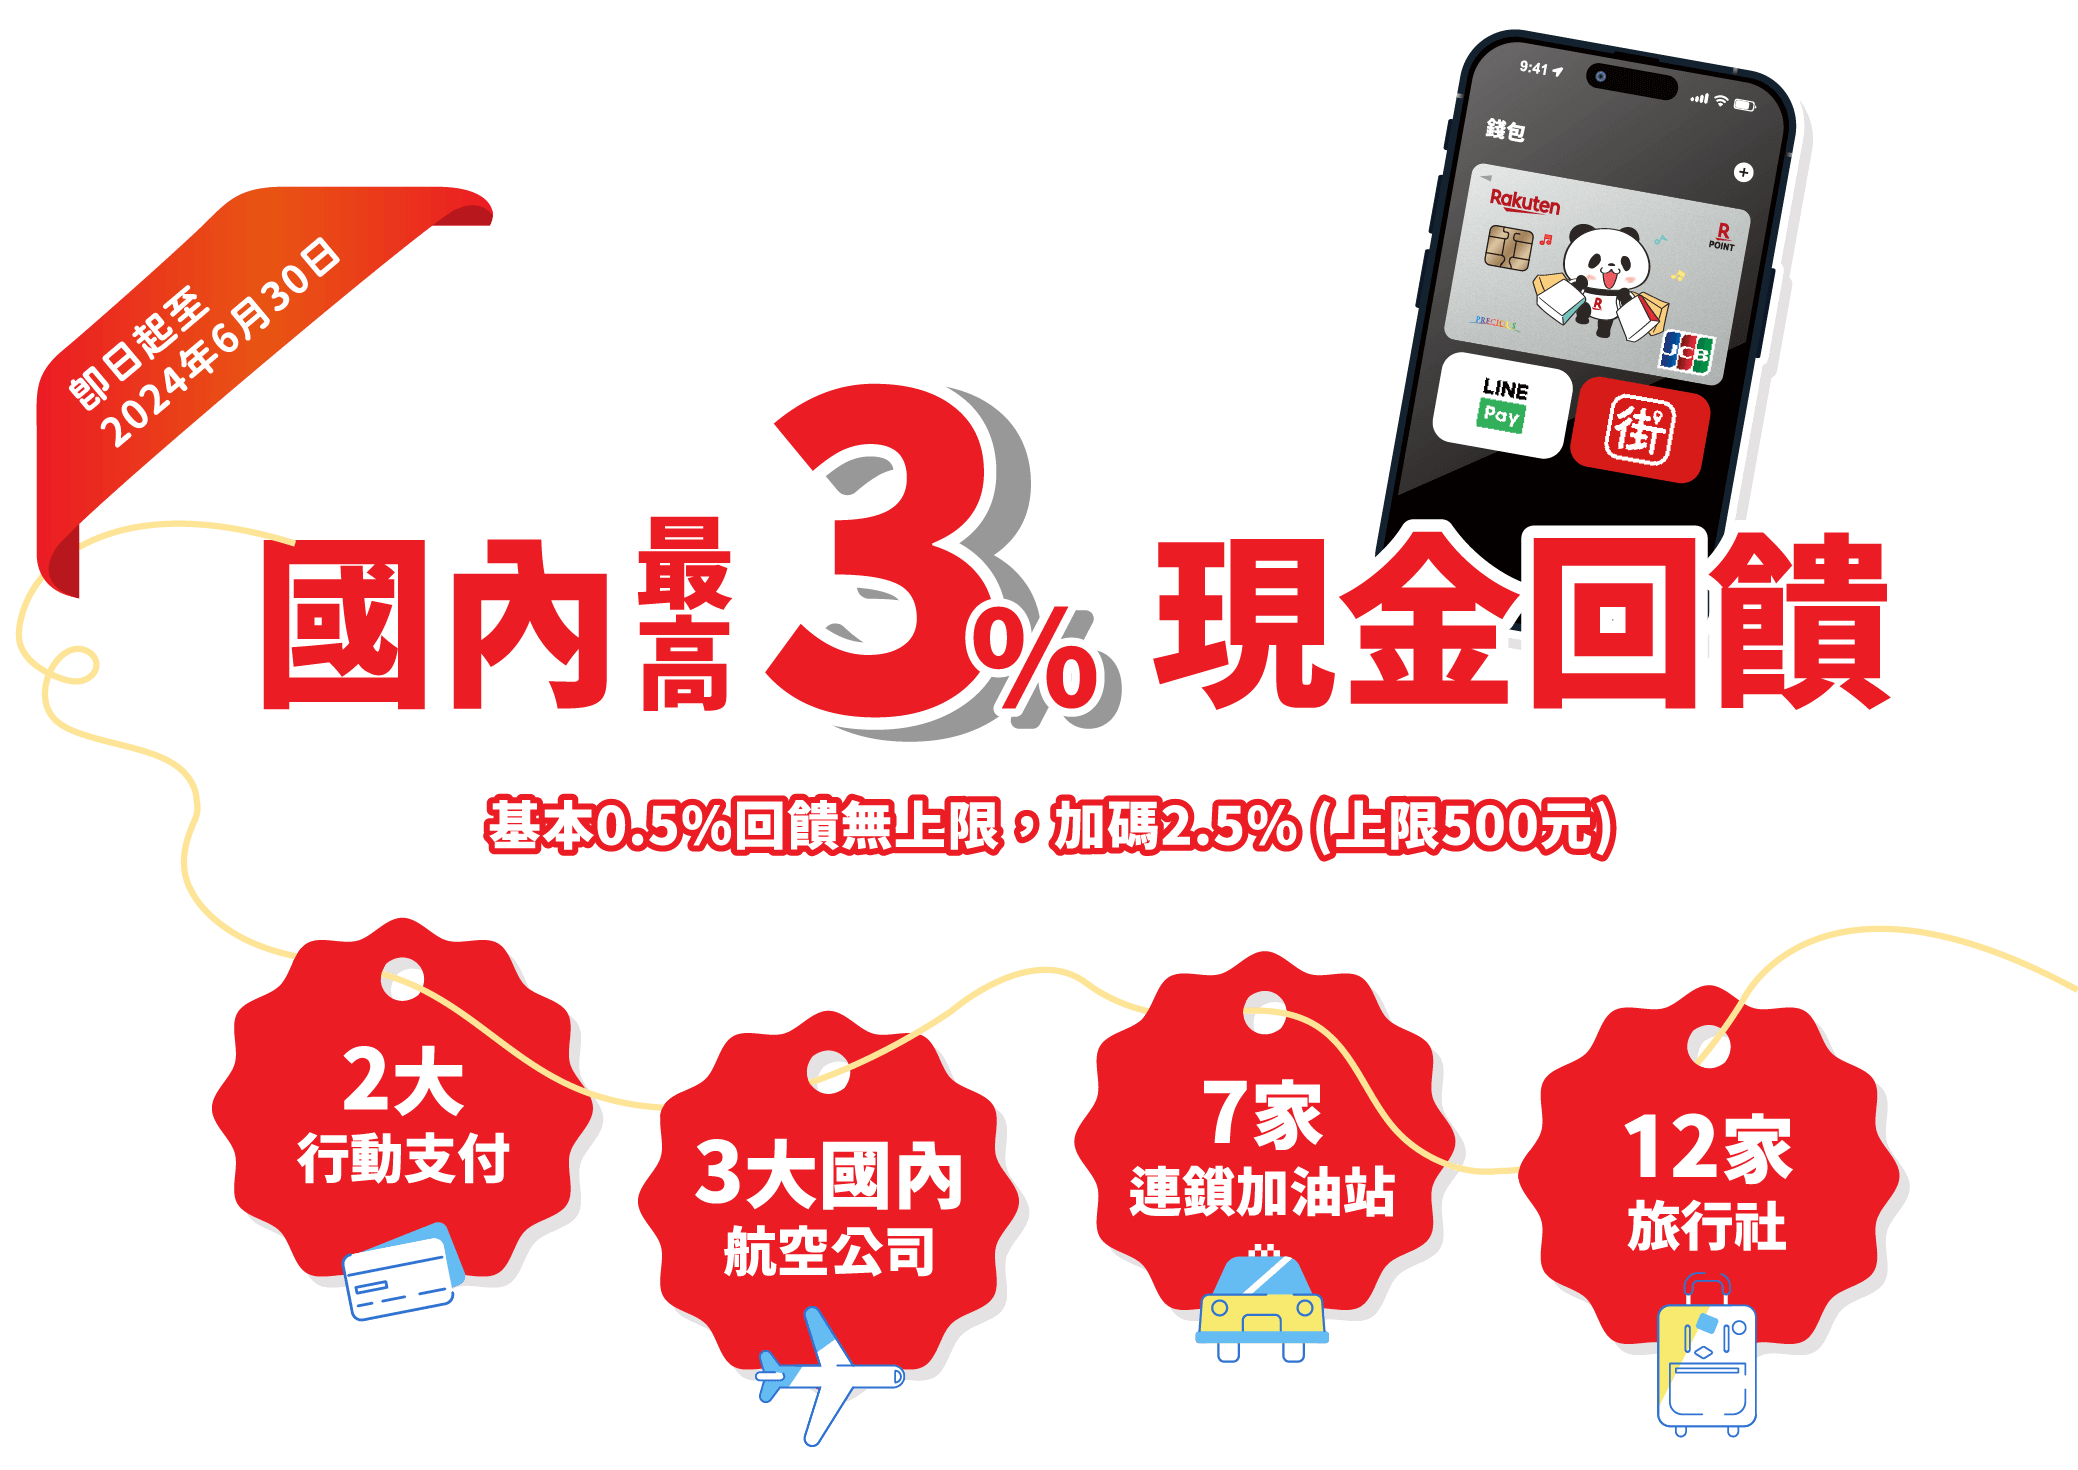 9:41
錢包
Rakuten
R
POINT
R
PRECIOUS
JCB
LINE
Pay
街
即日起至
2024年6月30日
國內最高3%現金回饋
基本0.5%回饋無上限，加碼2.5%(上限500元)
2大
行動支付
3大國內
航空公司
7家
連鎖加油站
12家
旅行社